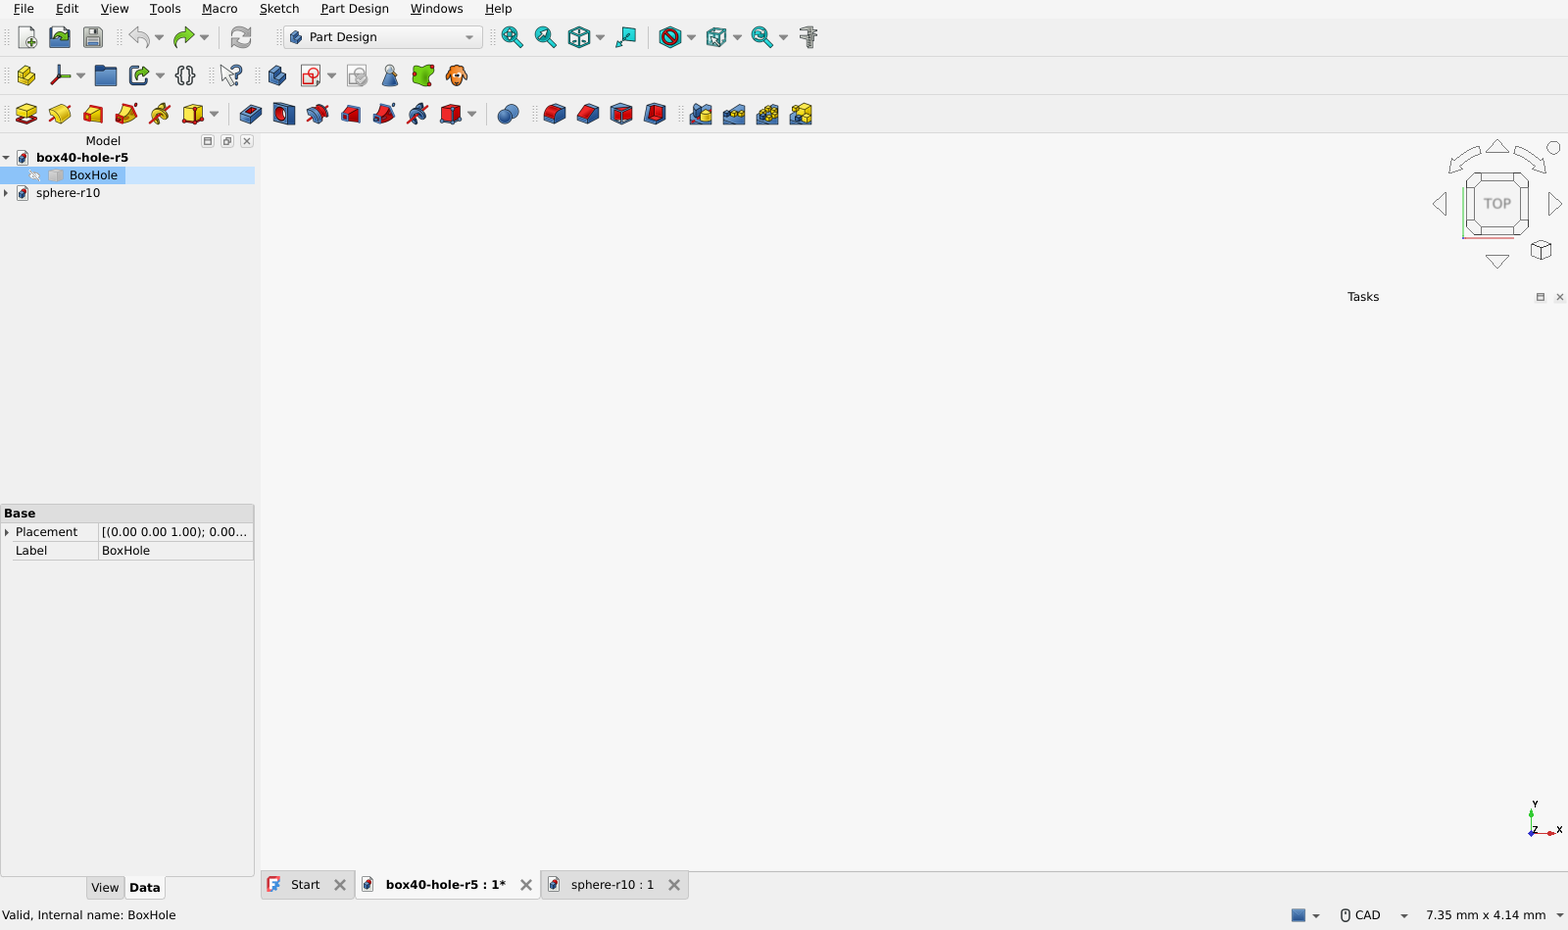 File Edit View Tools Macro Sketch Part Design Windows Help
Part Design
Model
box40-hole-r5
BoxHole
sphere-r10
TOP
Tasks
Base
Placement [(0.00 0.00 1.00); 0.00...
Label BoxHole
Y
Z X
View Data
Start box40-hole-r5 : 1* sphere-r10 : 1
Valid, Internal name: BoxHole CAD 7.35 mm x 4.14 mm